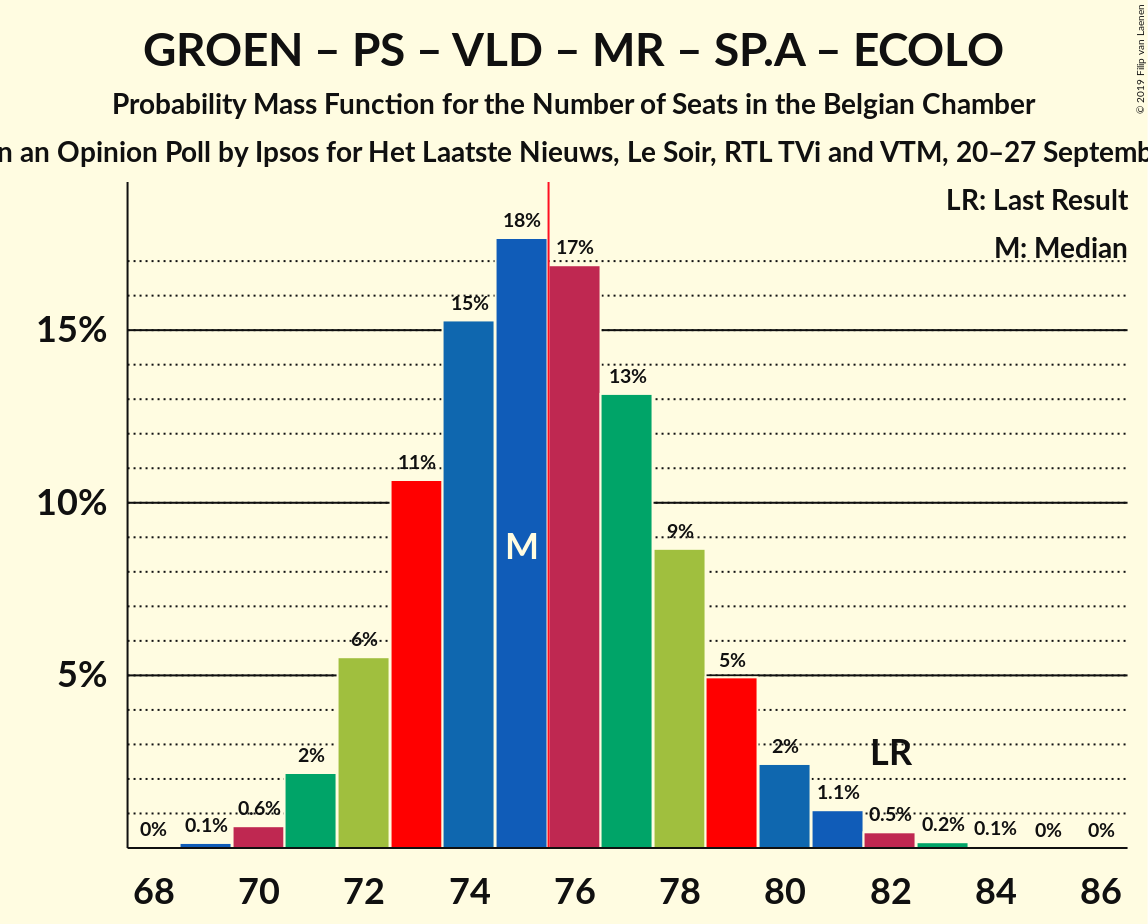 GROEN – PS – VLD – MR – SP.A – ECOLO
Probability Mass Function for the Number of Seats in the Belgian Chamber
an Opinion Poll by Ipsos for Het Laatste Nieuws, Le Soir, RTL TVi and VTM, 20–27
© 2019 Filip van Laenen
LR: Last Result
M: Median
18%
17%
15%
15%
13%
11%
10%
9%
M
6%
5%
5%
LR
2%
2%
1.1%
0% 0.1% 0.6% 0.5% 0.2% 0.1% 0% 0%
68 70 72 74 76 78 80 82 84 86